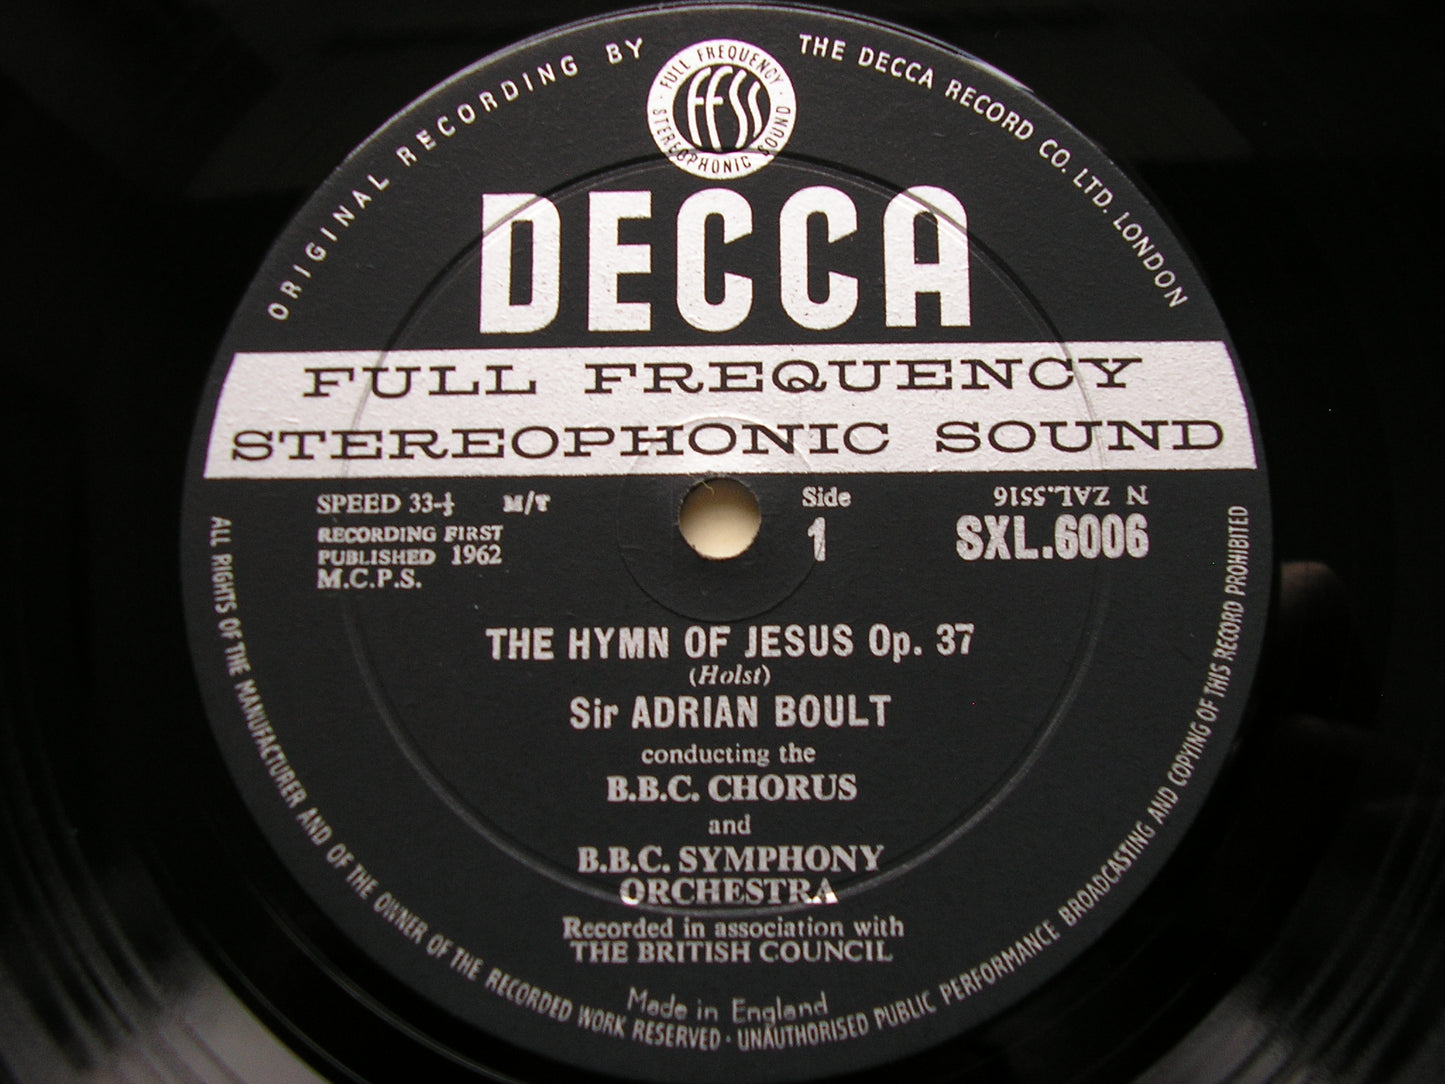 ORIGINAL RECORDING BY
THE DECCA RECORD CO. LTD. LONDON
FULL FREQUENCY
FFSS
STEREOPHONIC SOUND
DECCA
FULL FREQUENCY
STEREOPHONIC SOUND
SPEED 33-⅓ M/T
RECORDING FIRST
PUBLISHED 1962
M.C.P.S.
Side
1
N ZAL.5516
SXL.6006
THE HYMN OF JESUS Op. 37
(Holst)
Sir ADRIAN BOULT
conducting the
B.B.C. CHORUS
and
B.B.C. SYMPHONY
ORCHESTRA
Recorded in association with
THE BRITISH COUNCIL
Made in England
ALL RIGHTS OF THE MANUFACTURER AND OF THE OWNER OF THE RECORDED WORK RESERVED · UNAUTHORISED PUBLIC PERFORMANCE BROADCASTING AND COPYING OF THIS RECORD PROHIBITED